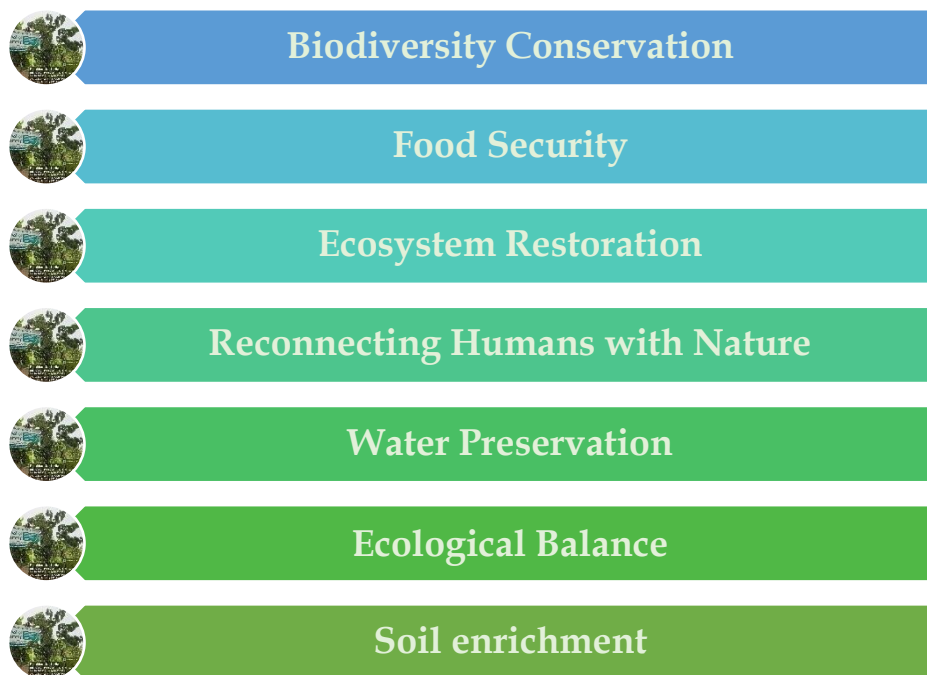 Biodiversity Conservation
Food Security
Ecosystem Restoration
Reconnecting Humans with Nature
Water Preservation
Ecological Balance
Soil enrichment